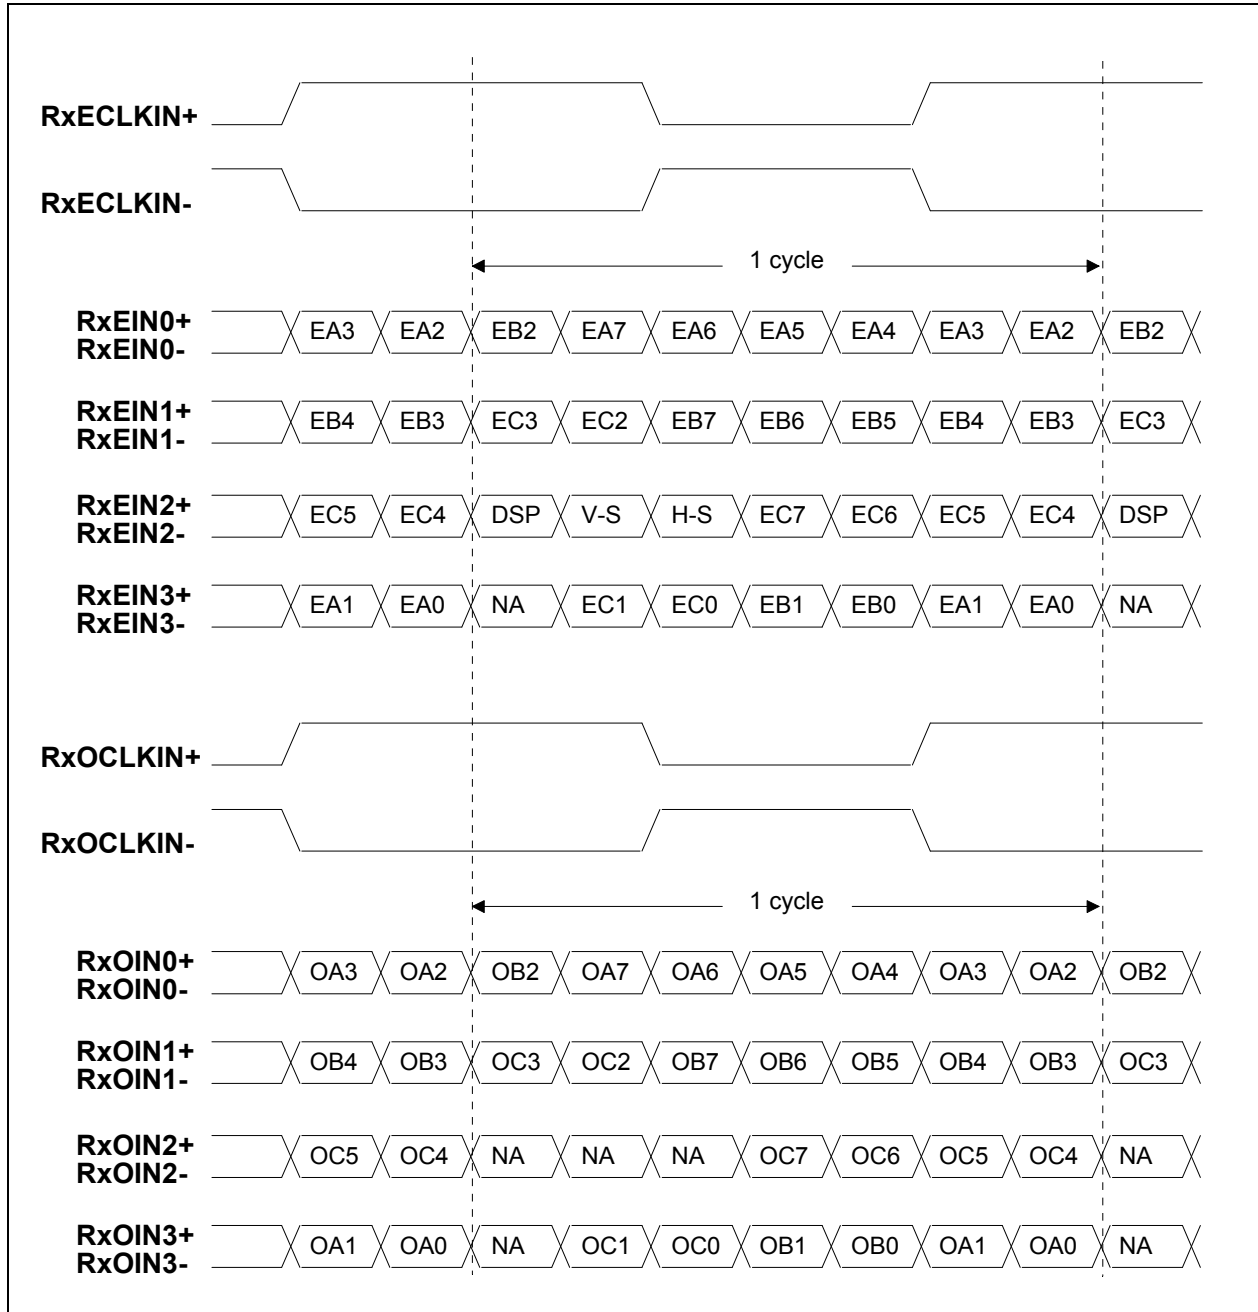 RxECLKIN+
RxECLKIN-
1 cycle
RxEIN0+
RxEIN0-
EA3 EA2 EB2 EA7 EA6 EA5 EA4 EA3 EA2 EB2
RxEIN1+
RxEIN1-
EB4 EB3 EC3 EC2 EB7 EB6 EB5 EB4 EB3 EC3
RxEIN2+
RxEIN2-
EC5 EC4 DSP V-S H-S EC7 EC6 EC5 EC4 DSP
RxEIN3+
RxEIN3-
EA1 EA0 NA EC1 EC0 EB1 EB0 EA1 EA0 NA
RxOCLKIN+
RxOCLKIN-
1 cycle
RxOIN0+
RxOIN0-
OA3 OA2 OB2 OA7 OA6 OA5 OA4 OA3 OA2 OB2
RxOIN1+
RxOIN1-
OB4 OB3 OC3 OC2 OB7 OB6 OB5 OB4 OB3 OC3
RxOIN2+
RxOIN2-
OC5 OC4 NA NA NA OC7 OC6 OC5 OC4 NA
RxOIN3+
RxOIN3-
OA1 OA0 NA OC1 OC0 OB1 OB0 OA1 OA0 NA